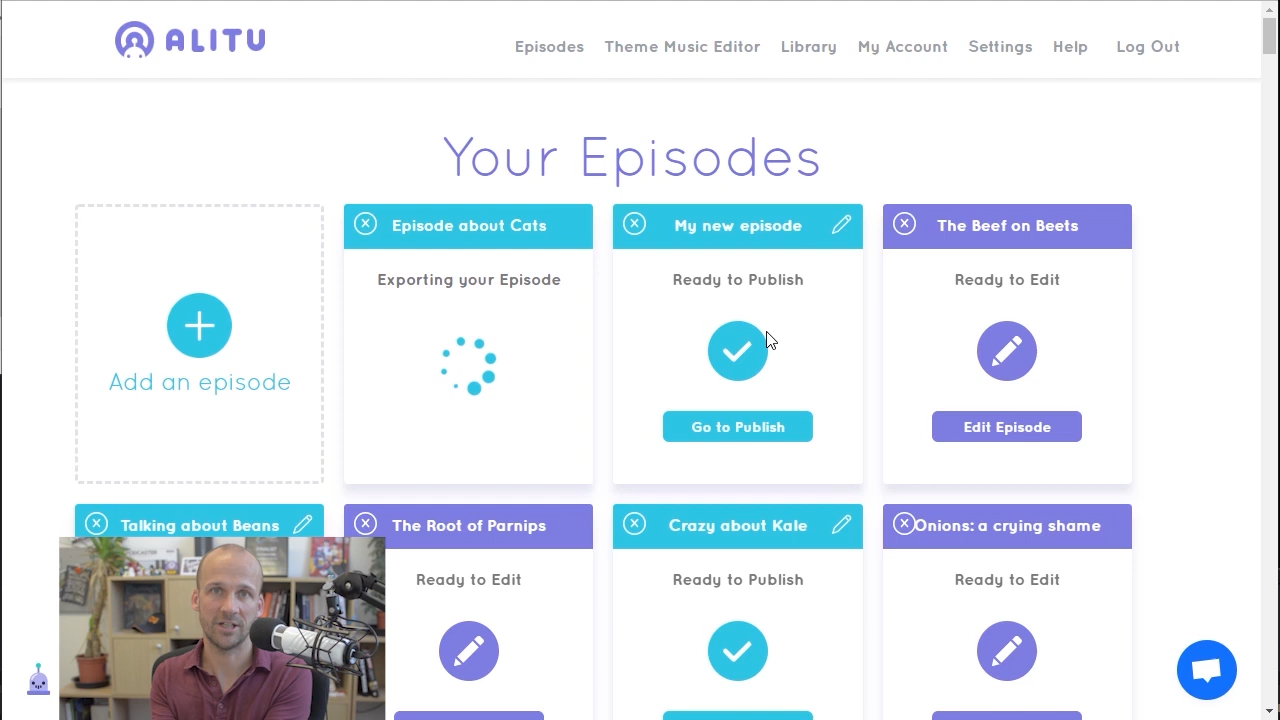 ALITU
Episodes Theme Music Editor Library My Account Settings Help Log Out
Your Episodes
Add an episode
Episode about Cats
Exporting your Episode
My new episode
Ready to Publish
Go to Publish
The Beef on Beets
Ready to Edit
Edit Episode
Talking about Beans
The Root of Parnips
Ready to Edit
Crazy about Kale
Ready to Publish
Onions: a crying shame
Ready to Edit